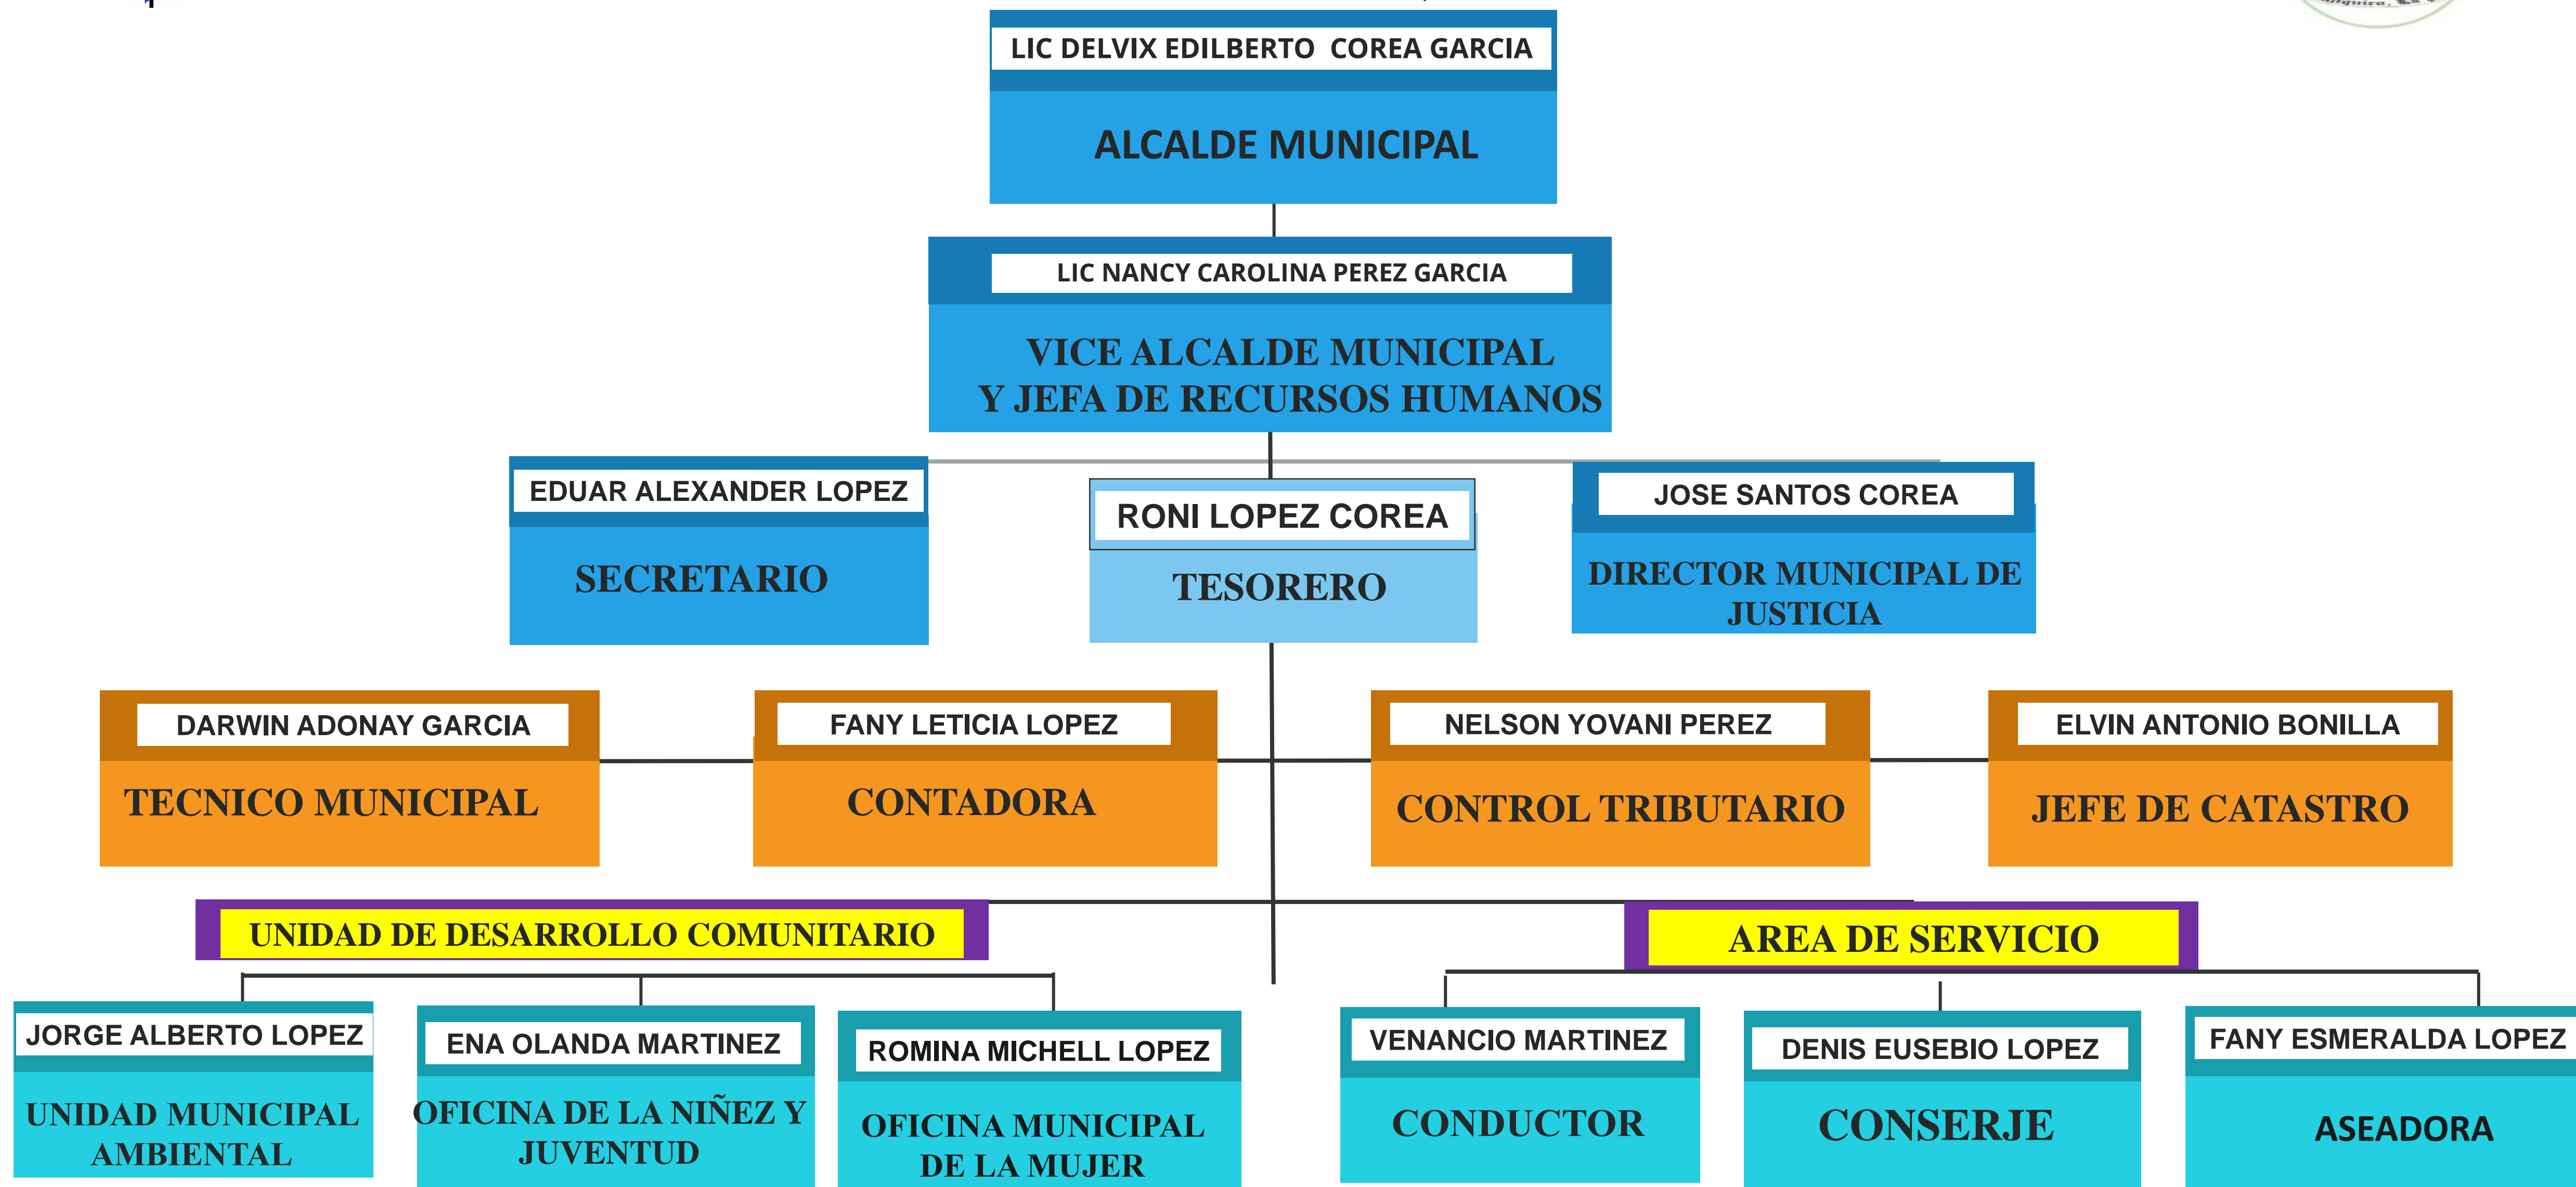 LIC DELVIX EDILBERTO COREA GARCIA
ALCALDE MUNICIPAL
LIC NANCY CAROLINA PEREZ GARCIA
VICE ALCALDE MUNICIPAL
Y JEFA DE RECURSOS HUMANOS
EDUAR ALEXANDER LOPEZ
SECRETARIO
RONI LOPEZ COREA
TESORERO
JOSE SANTOS COREA
DIRECTOR MUNICIPAL DE
JUSTICIA
DARWIN ADONAY GARCIA
TECNICO MUNICIPAL
FANY LETICIA LOPEZ
CONTADORA
NELSON YOVANI PEREZ
CONTROL TRIBUTARIO
ELVIN ANTONIO BONILLA
JEFE DE CATASTRO
UNIDAD DE DESARROLLO COMUNITARIO
JORGE ALBERTO LOPEZ
UNIDAD MUNICIPAL
AMBIENTAL
ENA OLANDA MARTINEZ
OFICINA DE LA NIÑEZ Y
JUVENTUD
ROMINA MICHELL LOPEZ
OFICINA MUNICIPAL
DE LA MUJER
AREA DE SERVICIO
VENANCIO MARTINEZ
CONDUCTOR
DENIS EUSEBIO LOPEZ
CONSERJE
FANY ESMERALDA LOPEZ
ASEADORA